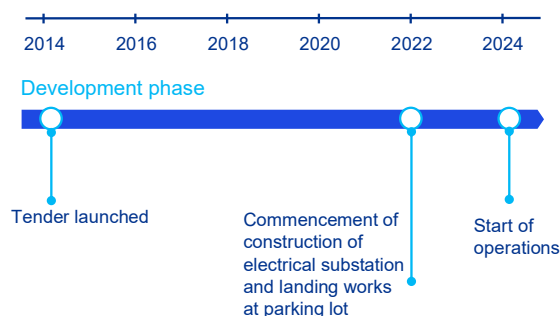 2014 2016 2018 2020 2022 2024
Development phase
Tender launched
Commencement of
construction of
electrical substation
and landing works
at parking lot
Start of
operations